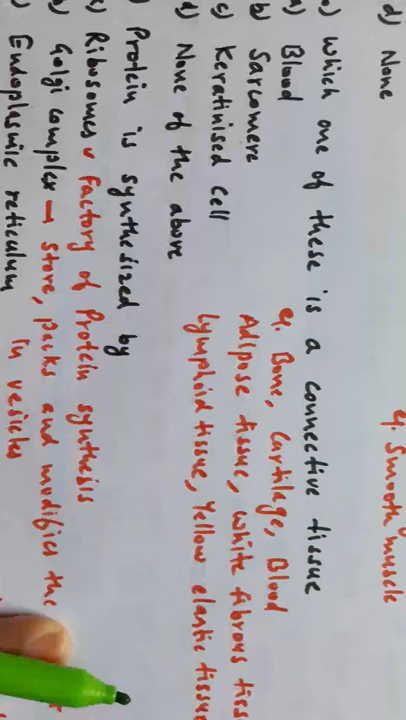 d) None
eg. Smooth muscle
) Which one of these is a connective tissue
a) Blood
eg. Bone, Cartilage, Blood
b) Sarcomere
Adipose tissue, White fibrous
c) Keratinised cell
Lymphoid tissue, Yellow elastic tissue
d) None of the above
Protein is synthesized by
a) Ribosomes ✓ Factory of Protein synthesis
) Golgi complex → Store, packs and modifies the
in vesicles
) Endoplasmic reticulum